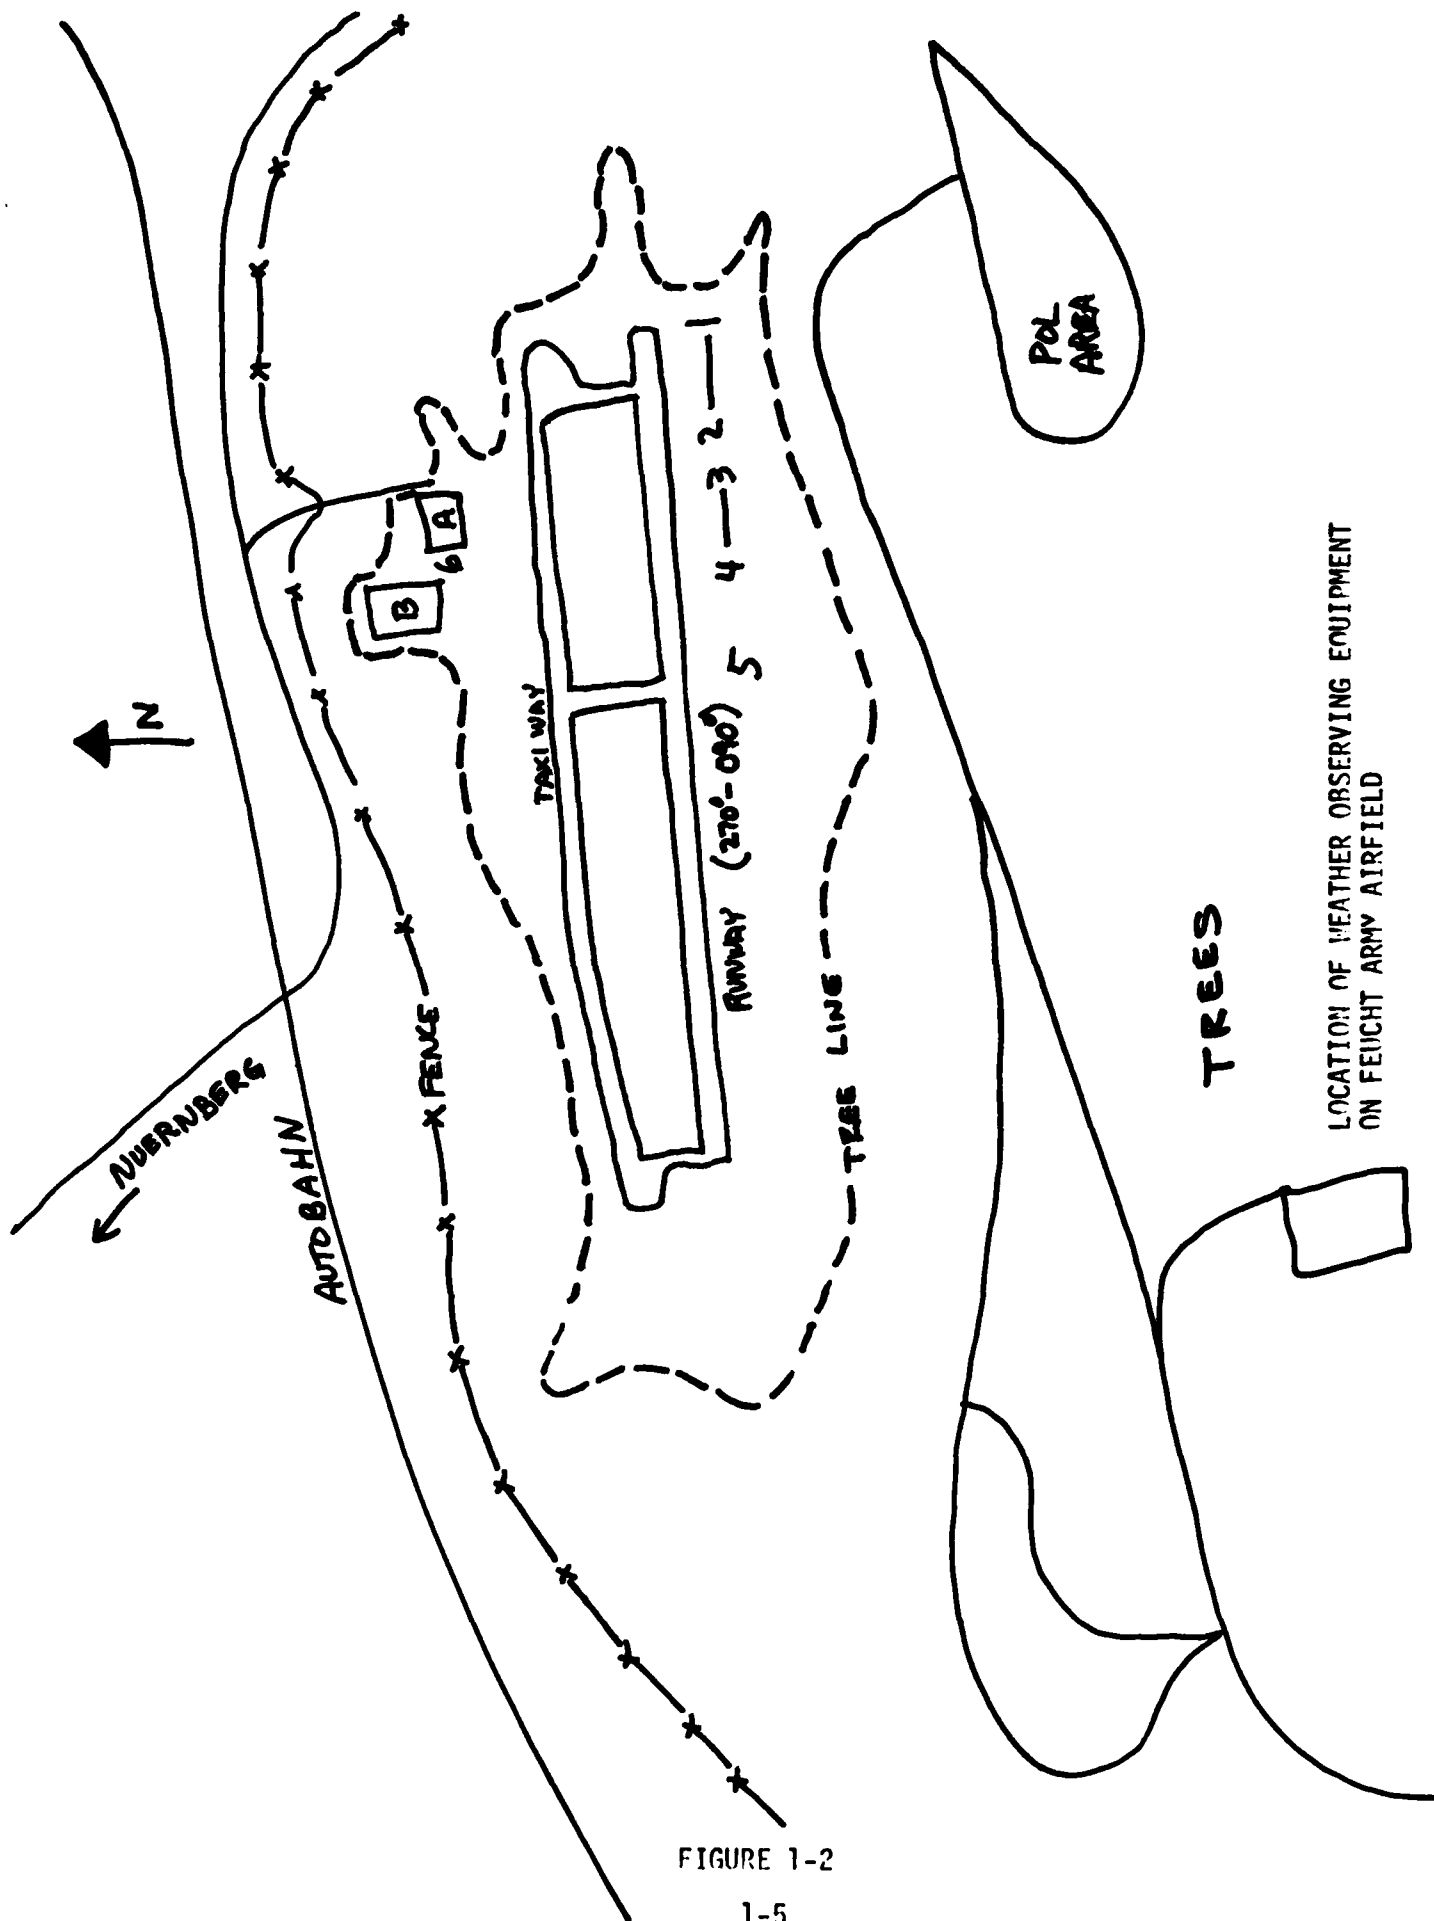 N
NUERNBERG
AUTOBAHN
X FENCE
B
A
6
TAXI WAY
RUNWAY (270°-090°) 5 4 3 2 1
TREE LINE
POL
AREA
TREES
LOCATION OF WEATHER OBSERVING EQUIPMENT
ON FEUCHT ARMY AIRFIELD
FIGURE 1-2
1-5